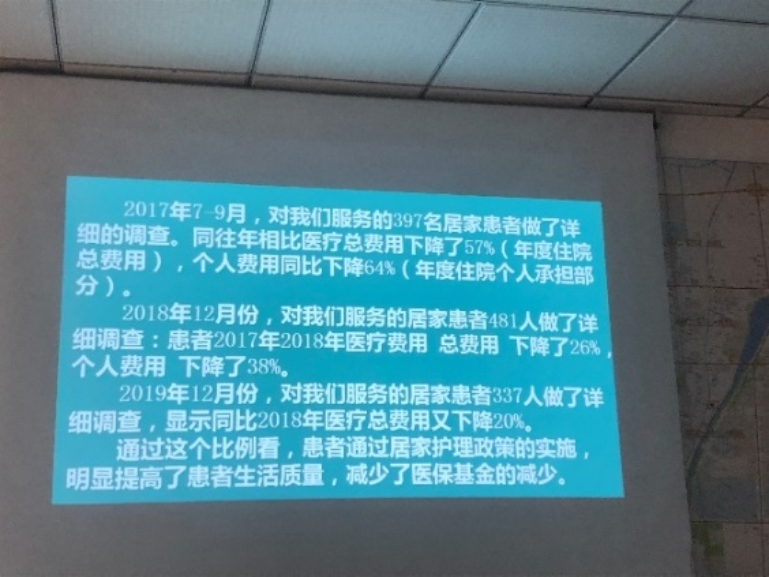 2017年7-9月，对我们服务的397名居家患者做了详
细的调查。同往年相比医疗总费用下降了57%（年度住院
总费用），个人费用同比下降64%（年度住院个人承担部
分）。
2018年12月份，对我们服务的居家患者481人做了详
细调查：患者2017年2018年医疗费用 总费用 下降了26%，
个人费用 下降了38%。
2019年12月份，对我们服务的居家患者337人做了详
细调查，显示同比2018年医疗总费用又下降20%。
通过这个比例看，患者通过居家护理政策的实施，
明显提高了患者生活质量，减少了医保基金的减少。